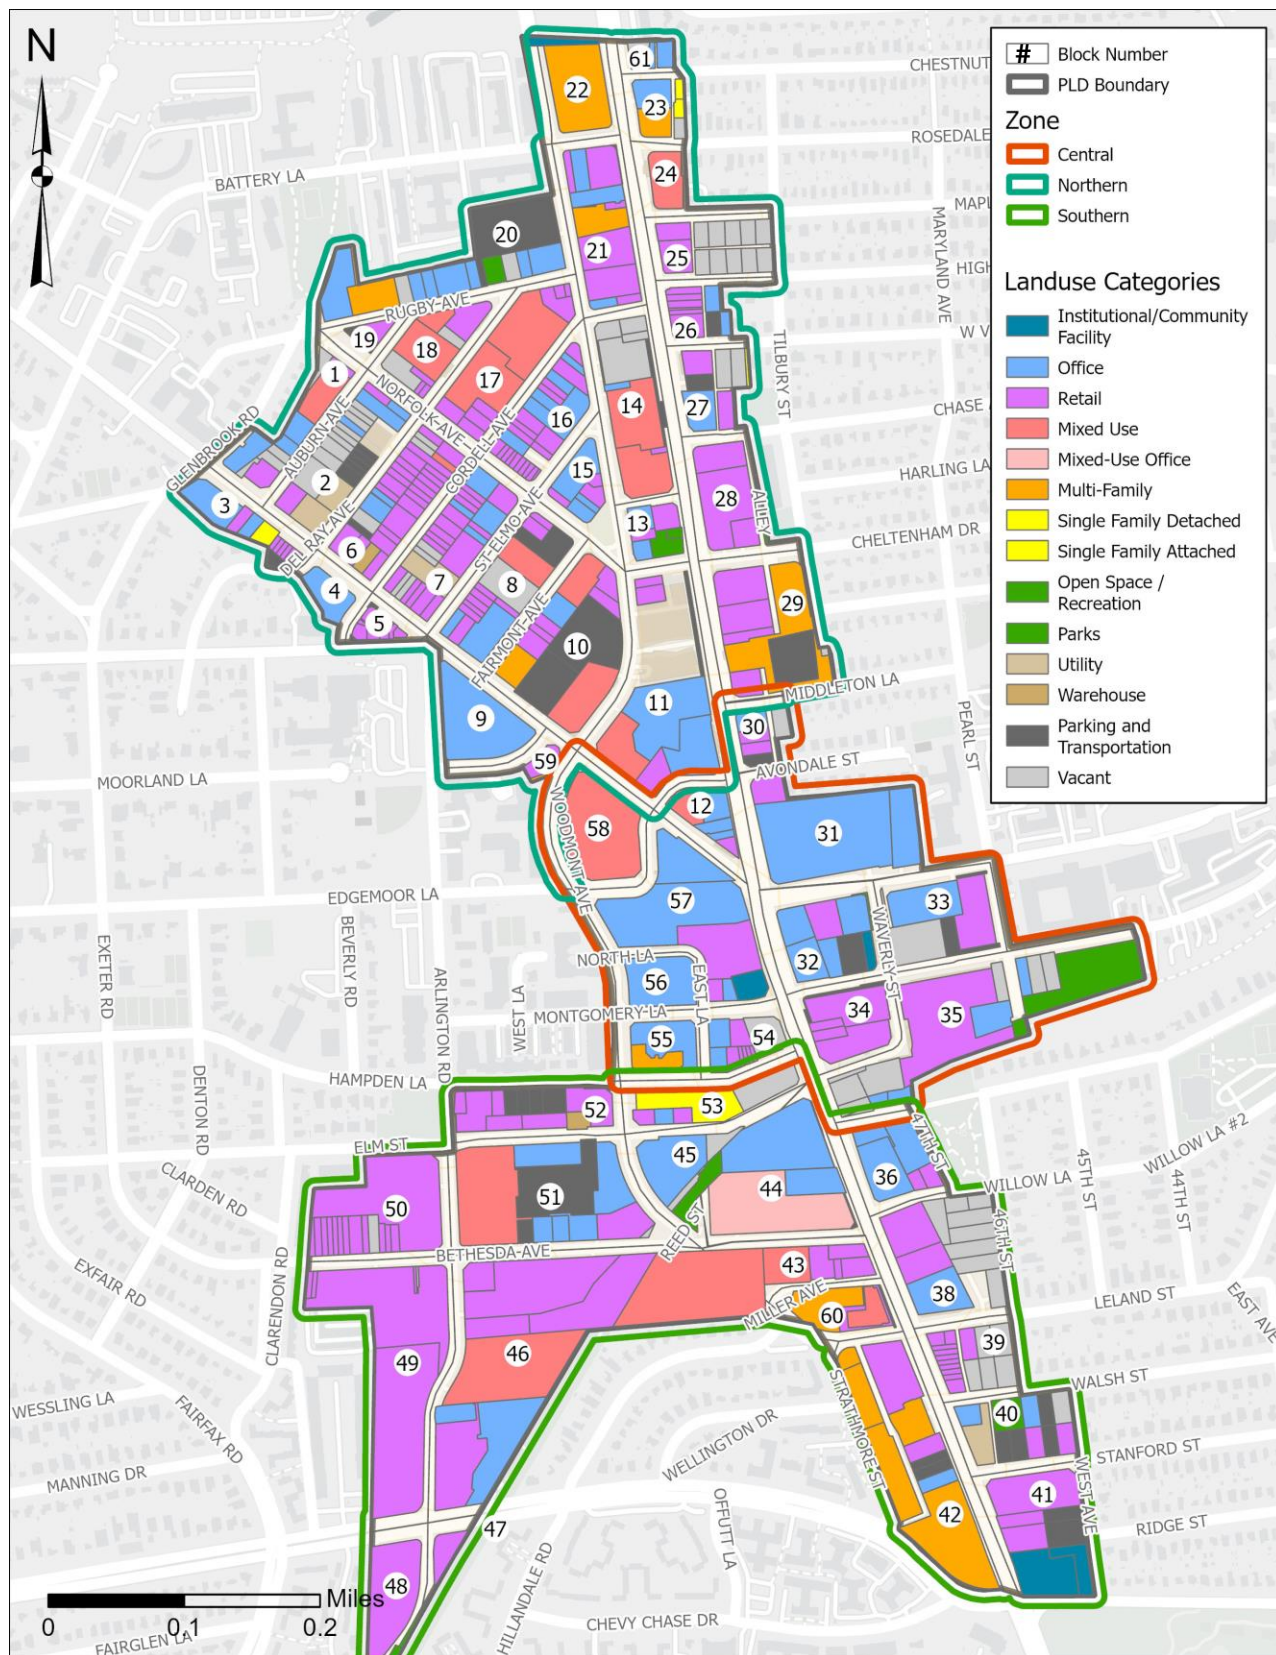 N
#
Block Number
PLD Boundary
Zone
Central
Northern
Southern
Landuse Categories
Institutional/Community
Facility
Office
Retail
Mixed Use
Mixed-Use Office
Multi-Family
Single Family Detached
Single Family Attached
Open Space /
Recreation
Parks
Utility
Warehouse
Parking and
Transportation
Vacant
CHESTNUT
ROSEDALE
MAPL
HIGH
MARYLAND AVE
W V
TILBURY ST
CHASE
HARLING LA
ALLEY
CHELTENHAM DR
MIDDLETON LA
PEARL ST
AVONDALE ST
BATTERY LA
RUGBY AVE
NORFOLK AVE
CORDELL AVE
AUBURN AVE
GLENBROOK RD
DEL RAY AVE
ST ELMO AVE
FAIRMONT AVE
MOORLAND LA
WOODMONT AVE
EDGEMOOR LA
BEVERLY RD
EXETER RD
ARLINGTON RD
NORTH LA
EAST LA
WEST LA
MONTGOMERY LA
WAVERLY ST
HAMPDEN LA
DENTON RD
ELM ST
CLARDEN RD
47TH ST
WILLOW LA
WILLOW LA #2
45TH ST
44TH ST
46TH ST
REED ST
BETHESDA AVE
EXFAIR RD
CLARENDON RD
MILLER AVE
LELAND ST
EAST AVE
WALSH ST
STRATHMORE ST
WESSLING LA
FAIRFAX RD
WELLINGTON DR
STANFORD ST
WEST AVE
MANNING DR
OFFUTT LA
RIDGE ST
HILLANDALE RD
CHEVY CHASE DR
FAIRGLEN LA
61
22
23
24
20
21
25
26
19
18
1
17
14
27
16
15
2
3
13
28
6
7
8
4
5
29
10
9
11
30
59
12
58
31
57
33
32
56
34
35
55
54
53
52
45
36
44
51
50
43
38
60
39
46
49
40
41
42
47
48
0
0.1
0.2
Miles